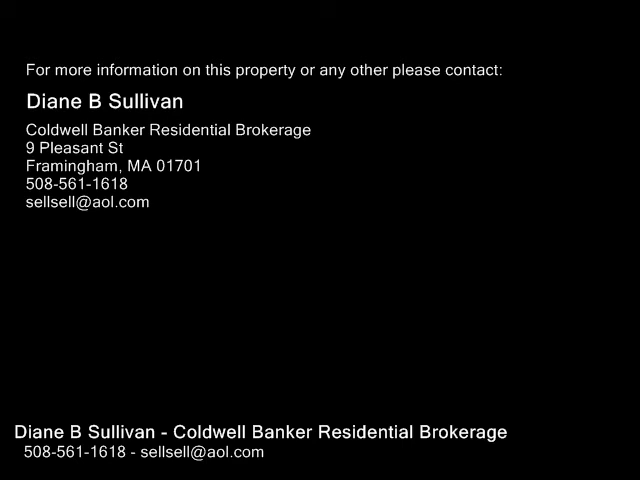 For more information on this property or any other please contact:
Diane B Sullivan
Coldwell Banker Residential Brokerage
9 Pleasant St
Framingham, MA 01701
508-561-1618
sellsell@aol.com
Diane B Sullivan - Coldwell Banker Residential Brokerage
508-561-1618 - sellsell@aol.com